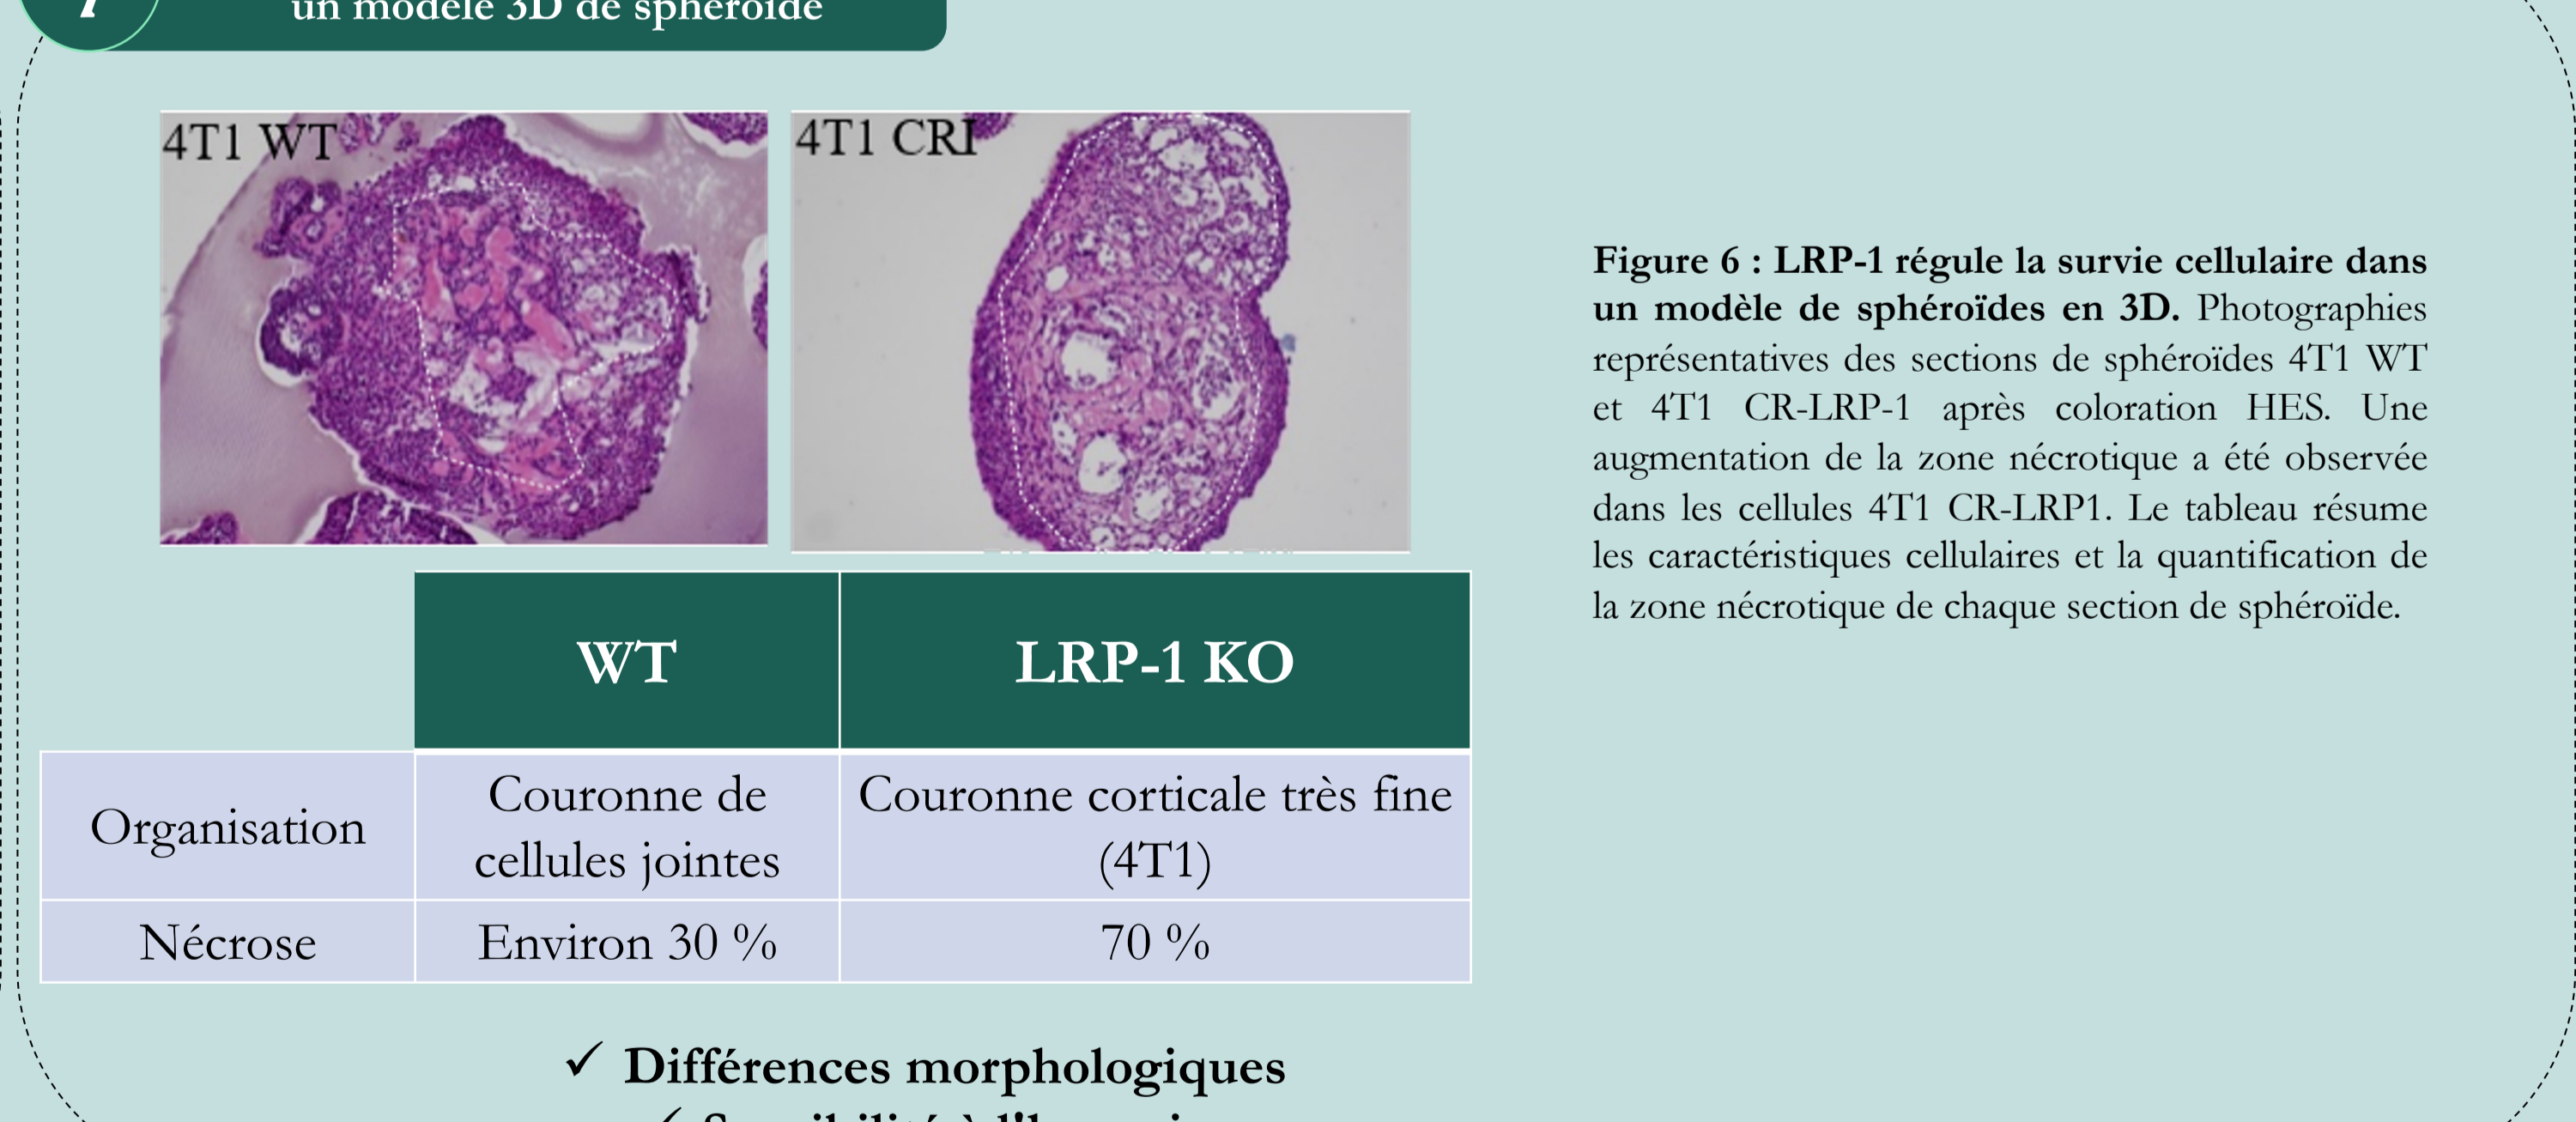 un modèle 3D de sphéroïde
4T1 WT
4T1 CRI
Figure 6 : LRP-1 régule la survie cellulaire dans
un modèle de sphéroïdes en 3D. Photographies
représentatives des sections de sphéroïdes 4T1 WT
et 4T1 CR-LRP-1 après coloration HES. Une
augmentation de la zone nécrotique a été observée
dans les cellules 4T1 CR-LRP1. Le tableau résume
les caractéristiques cellulaires et la quantification de
la zone nécrotique de chaque section de sphéroïde.
WT
LRP-1 KO
Organisation
Couronne de
cellules jointes
Couronne corticale très fine
(4T1)
Nécrose
Environ 30 %
70 %
✓ Différences morphologiques